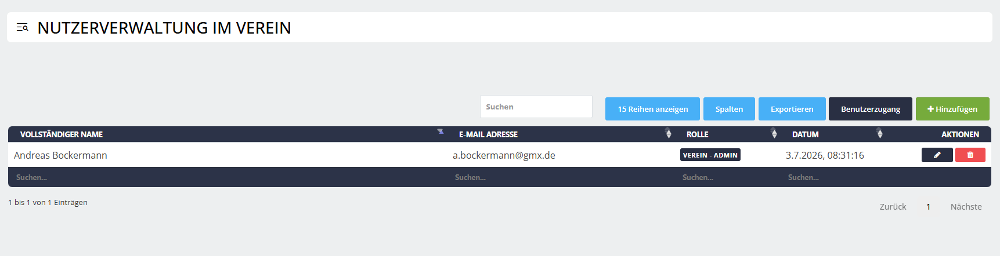 NUTZERVERWALTUNG IM VEREIN
Suchen
15 Reihen anzeigen
Spalten
Exportieren
Benutzerzugang
Hinzufügen
VOLLSTÄNDIGER NAME E-MAIL ADRESSE ROLLE DATUM AKTIONEN
Andreas Bockermann a.bockermann@gmx.de VEREIN - ADMIN 3.7.2026, 08:31:16
Suchen... Suchen... Suchen... Suchen...
1 bis 1 von 1 Einträgen
Zurück 1 Nächste